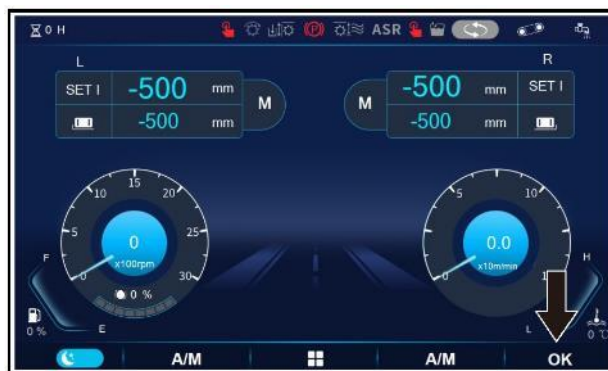 0 H
ASR
L
R
SET I -500 mm
M
-500 mm
M
-500 mm SET I
-500 mm
0 5 10 15 20 25 30
0
x100rpm
0 %
5 10
0.0
x10m/min
F
E
0 %
H
L
0 ℃
A/M
A/M
OK